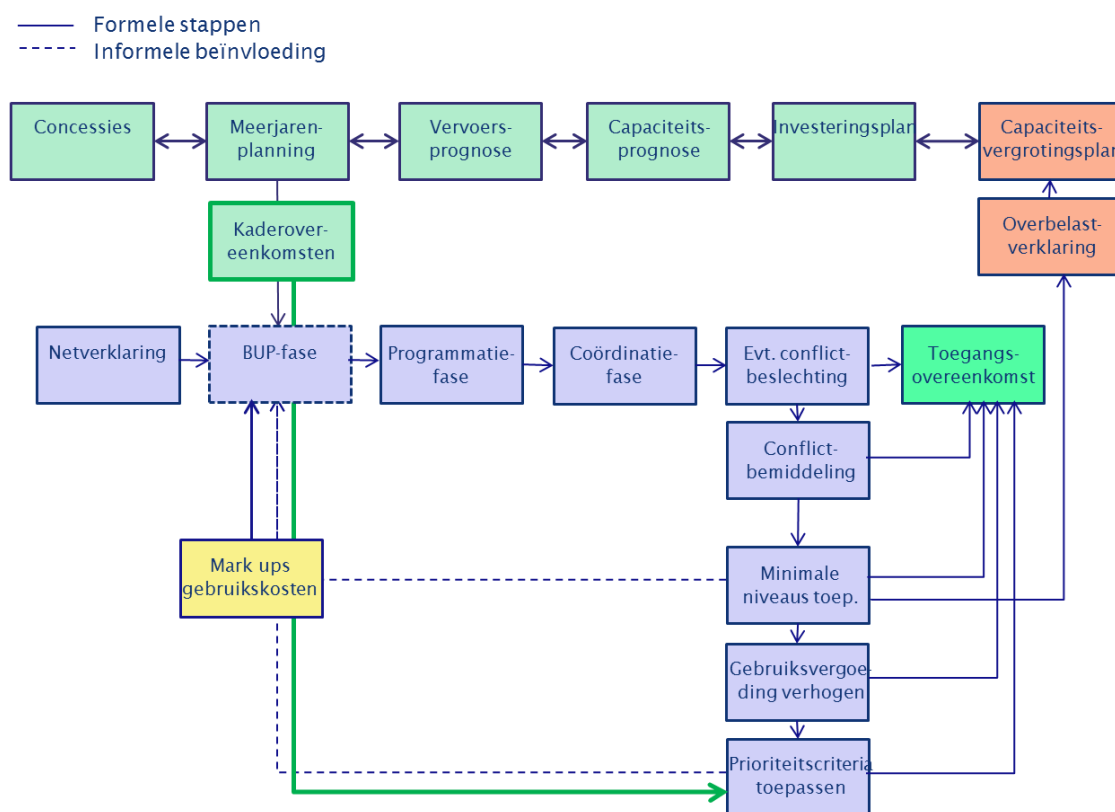 Formele stappen
Informele beïnvloeding
Concessies
Meerjaren-
planning
Vervoers-
prognose
Capaciteits-
prognose
Investeringsplan
Capaciteits-
vergrotingsplan
Kaderover-
eenkomsten
Overbelast-
verklaring
Netverklaring
BUP-fase
Programmatie-
fase
Coördinatie-
fase
Evt. conflict-
beslechting
Toegangs-
overeenkomst
Conflict-
bemiddeling
Mark ups
gebruikskosten
Minimale
niveaus toep.
Gebruiksvergoe-
ding verhogen
Prioriteitscriteria
toepassen